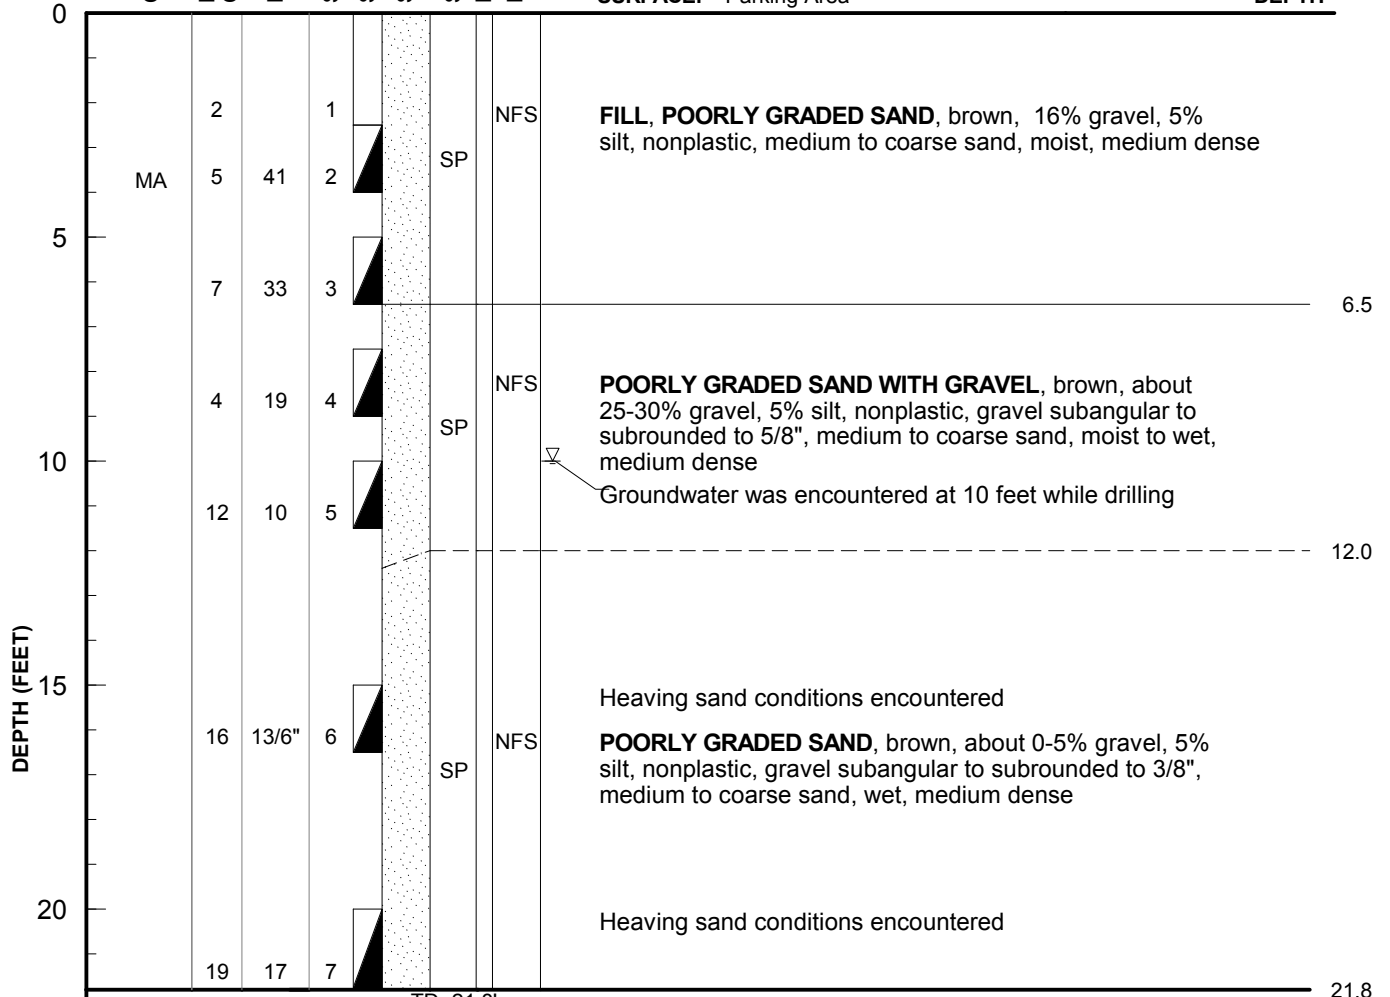 SURFACE: Parking Area DEPTH
0
2 1 NFS FILL, POORLY GRADED SAND, brown, 16% gravel, 5%
silt, nonplastic, medium to coarse sand, moist, medium dense
SP
MA 5 41 2
5
7 33 3
6.5
NFS POORLY GRADED SAND WITH GRAVEL, brown, about
4 19 4 25-30% gravel, 5% silt, nonplastic, gravel subangular to
SP subrounded to 5/8", medium to coarse sand, moist to wet,
10 medium dense
Groundwater was encountered at 10 feet while drilling
12 10 5
12.0
DEPTH (FEET)
15 Heaving sand conditions encountered
16 13/6" 6 NFS POORLY GRADED SAND, brown, about 0-5% gravel, 5%
SP silt, nonplastic, gravel subangular to subrounded to 3/8",
medium to coarse sand, wet, medium dense
20 Heaving sand conditions encountered
19 17 7
21.8